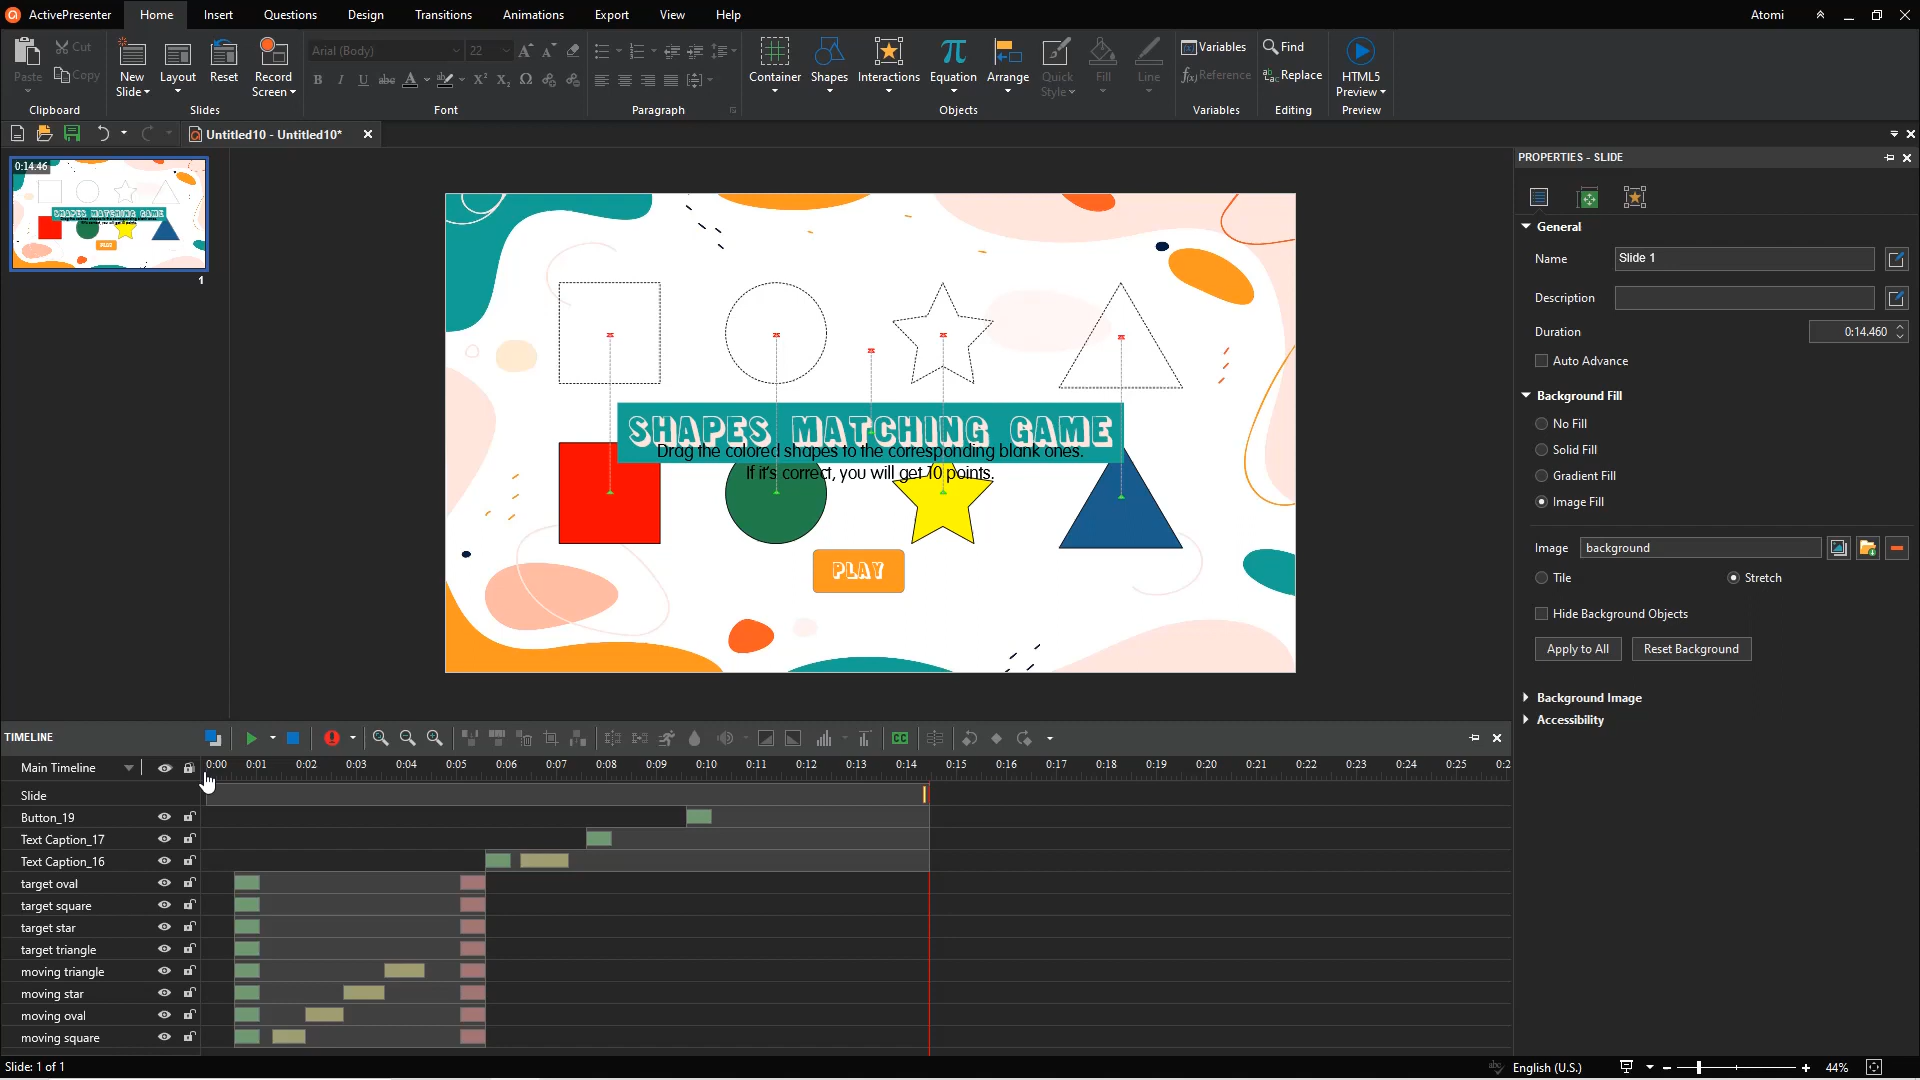 ActivePresenter
Home
Insert
Questions
Design
Transitions
Animations
Export
View
Help
Atomi
Paste
Cut
Copy
Clipboard
New Slide
Layout
Reset
Record Screen
Slides
Arial (Body)
22
Font
Paragraph
Container
Shapes
Interactions
Equation
Arrange
Quick Style
Fill
Line
Objects
Variables
Reference
Variables
Find
Replace
Editing
HTML5 Preview
Preview
Untitled10 - Untitled10*
0:14:46
SHAPES MATCHING GAME
PLAY
1
SHAPES MATCHING GAME
Drag the colored shapes to the corresponding blank ones.
If it's correct, you will get 10 points.
PLAY
PROPERTIES - SLIDE
General
Name
Slide 1
Description
Duration
0:14.460
Auto Advance
Background Fill
No Fill
Solid Fill
Gradient Fill
Image Fill
Image
background
Tile
Stretch
Hide Background Objects
Apply to All
Reset Background
Background Image
Accessibility
TIMELINE
CC
Main Timeline
0:00 0:01 0:02 0:03 0:04 0:05 0:06 0:07 0:08 0:09 0:10 0:11 0:12 0:13 0:14 0:15 0:16 0:17 0:18 0:19 0:20 0:21 0:22 0:23 0:24 0:25 0:2
Slide
Button_19
Text Caption_17
Text Caption_16
target oval
target square
target star
target triangle
moving triangle
moving star
moving oval
moving square
Slide: 1 of 1
English (U.S.)
44%